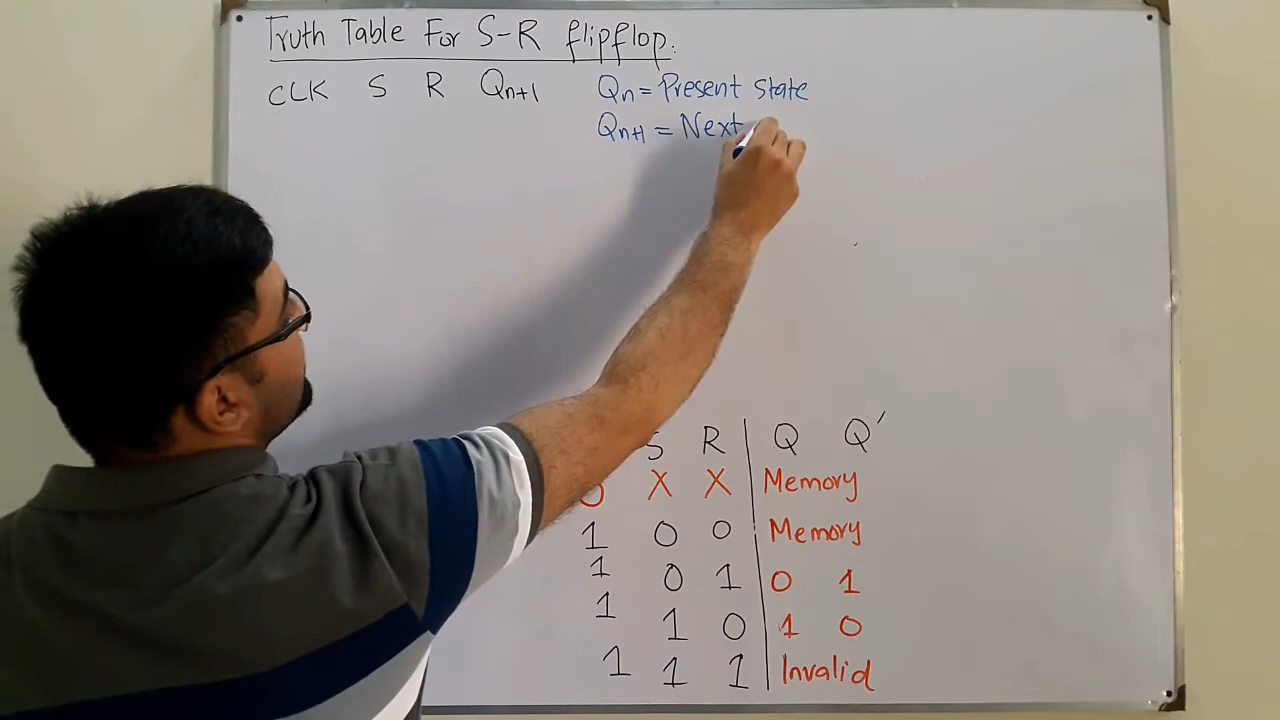 Truth Table For S-R flipflop.
CLK S R Qn+1 Qn = Present State
Qn+1 = Next
S R Q Q'
0 X X Memory
1 0 0 Memory
1 0 1 0 1
1 1 0 1 0
1 1 1 Invalid